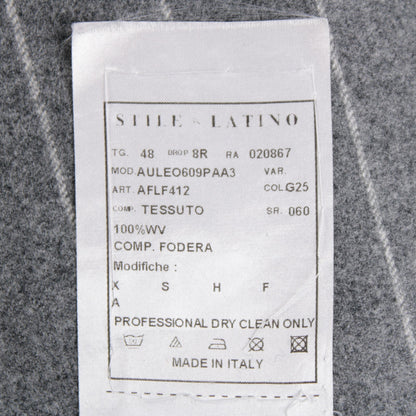 STILE LATINO
TG. 48 DROP 8R RA 020867
MOD. AULEO609PAA3 VAR.
ART. AFLF412 COL. G25
COMP. TESSUTO SR. 060
100%WV
COMP. FODERA
Modifiche :
X S H F
A
PROFESSIONAL DRY CLEAN ONLY
MADE IN ITALY